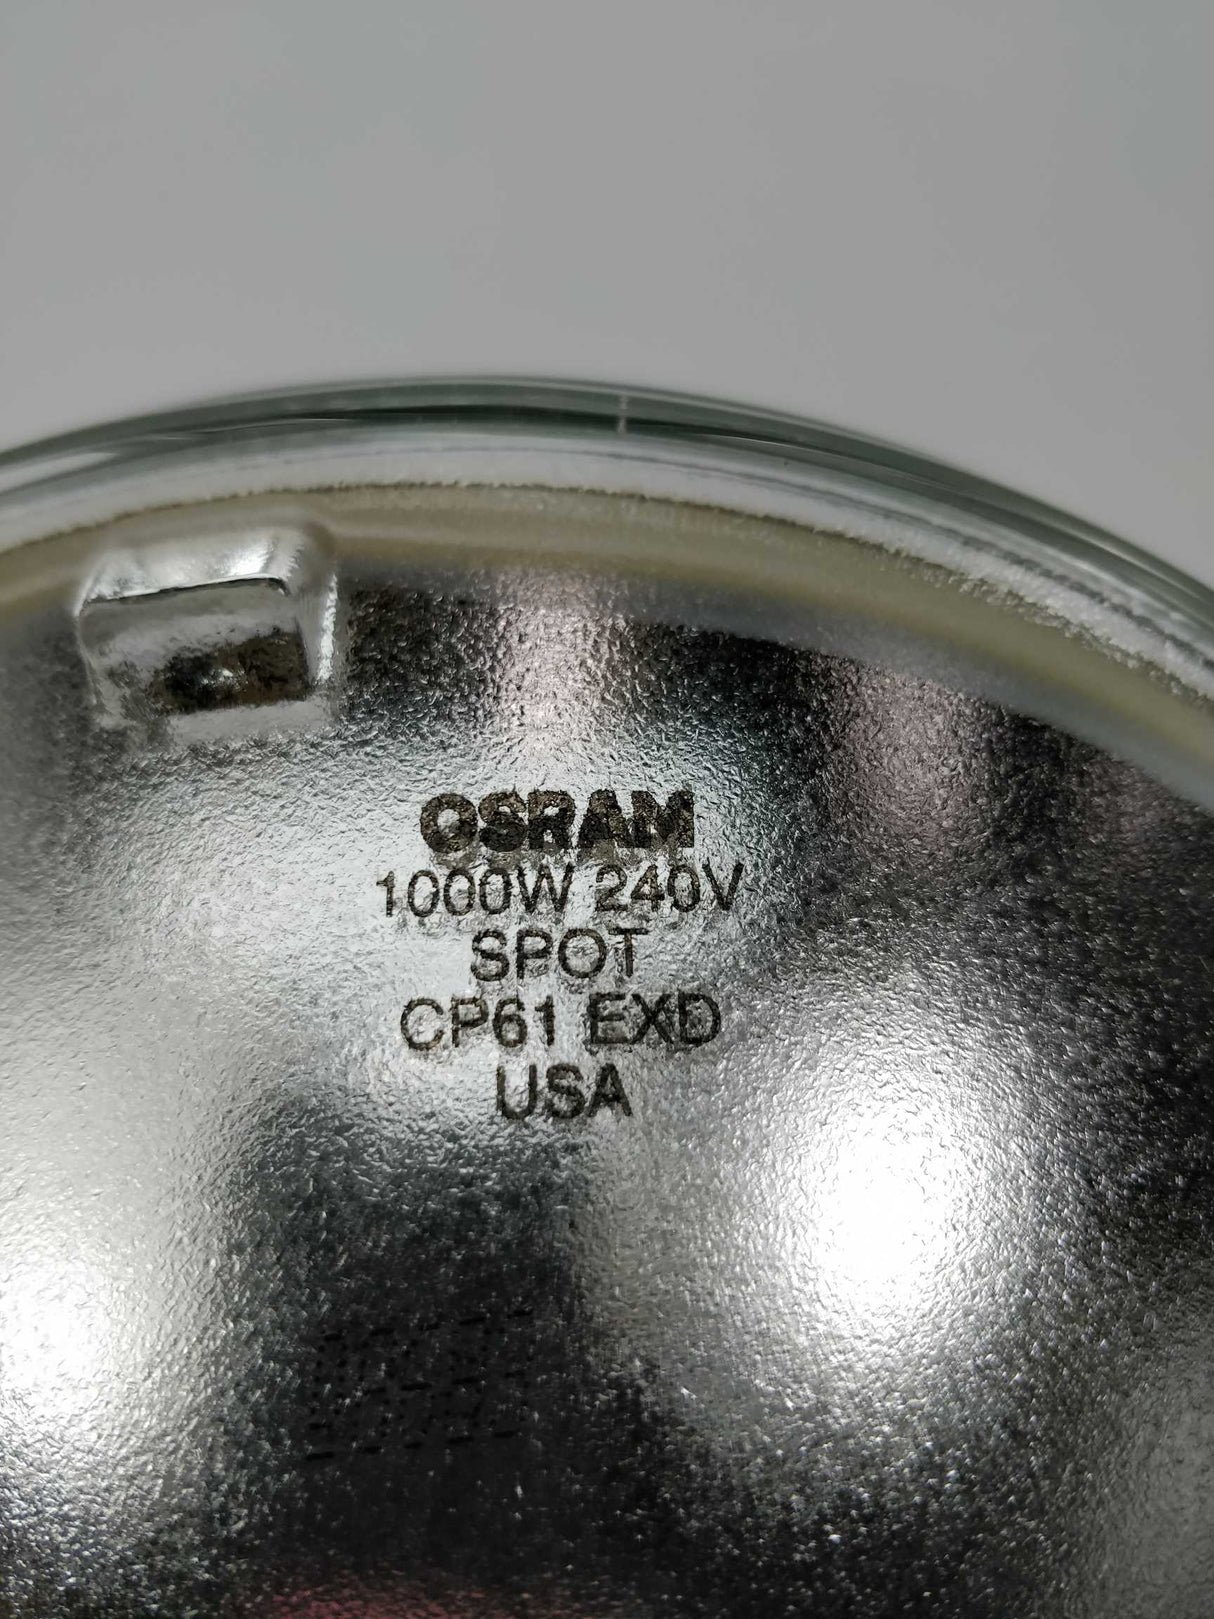 OSRAM
1000W 240V
SPOT
CP61 EXD
USA